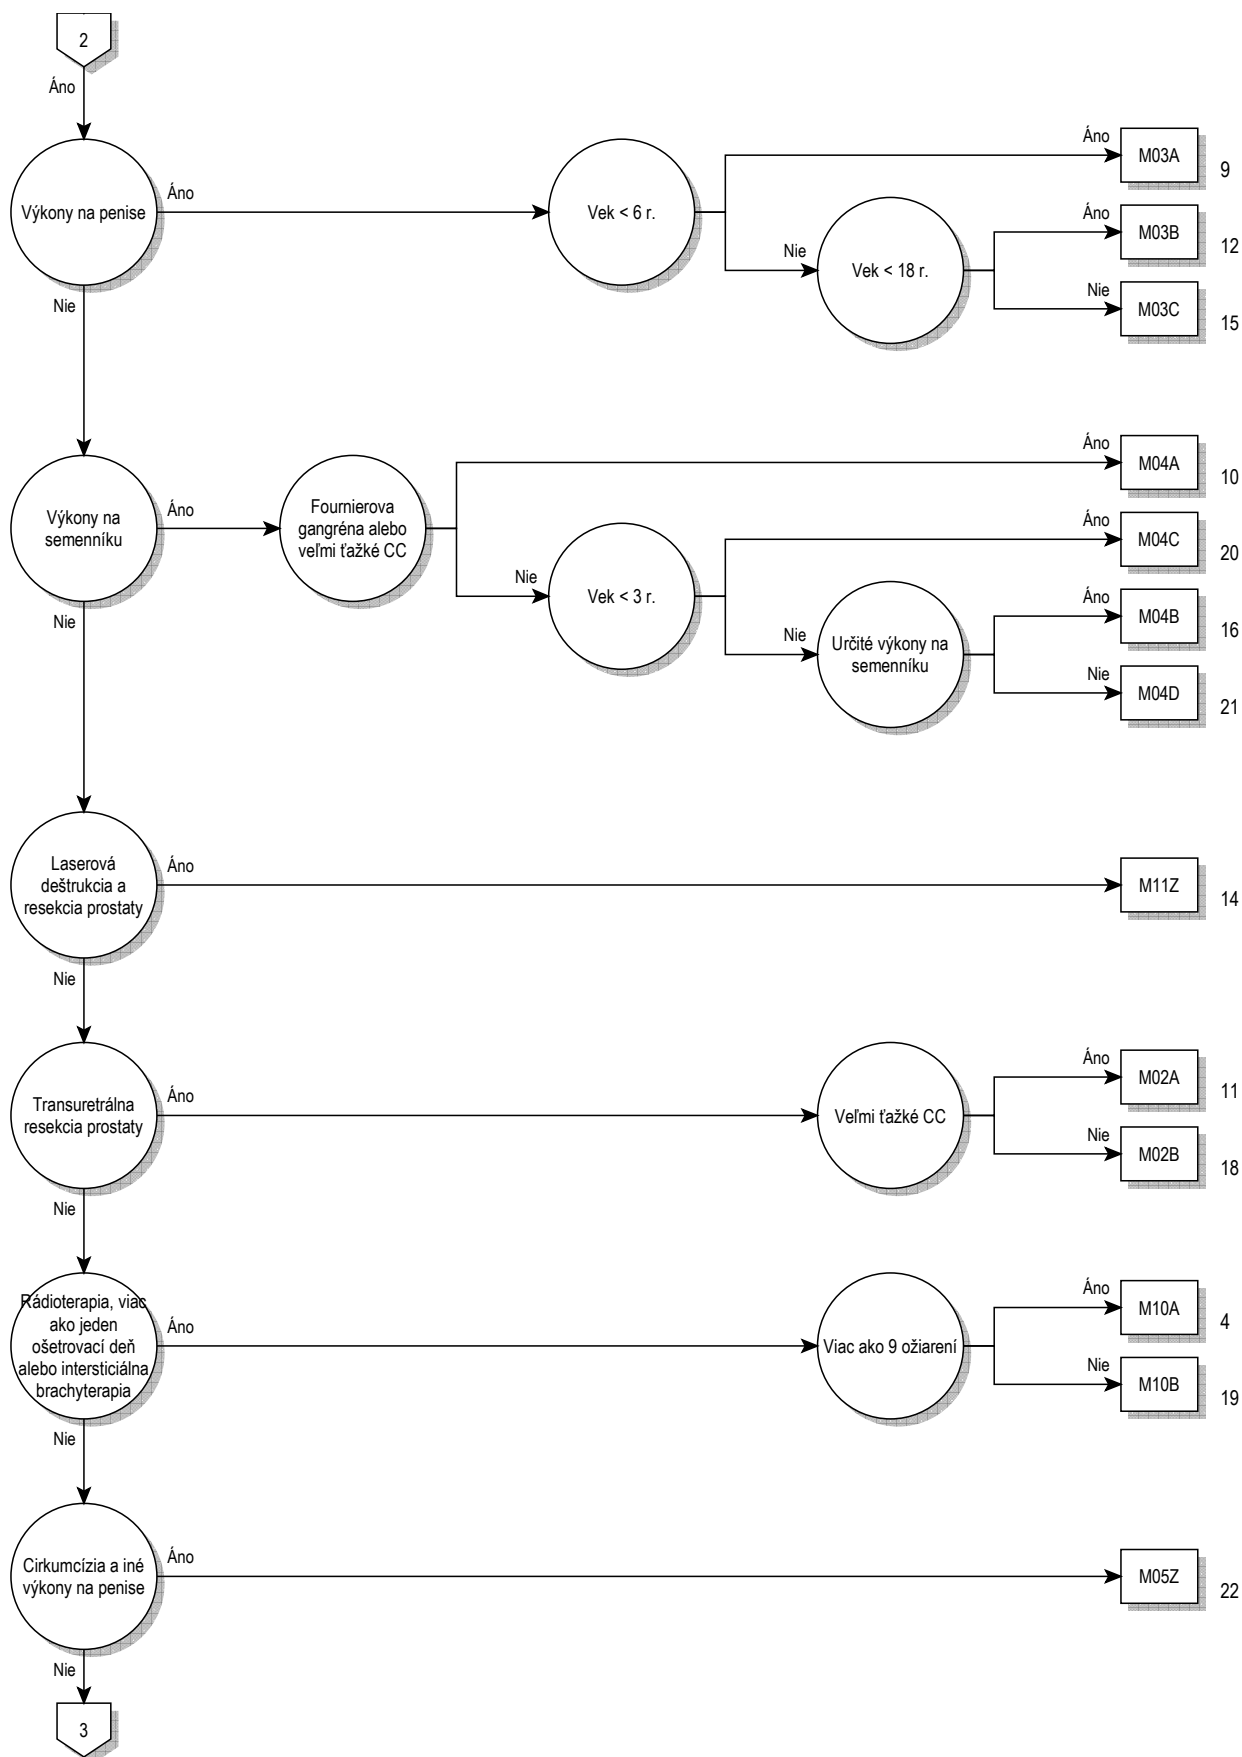 2
Áno
Výkony na penise
Áno
Vek < 6 r.
Áno
M03A
9
Nie
Vek < 18 r.
Áno
M03B
12
Nie
M03C
15
Nie
Výkony na
semenníku
Áno
Fournierova
gangréna alebo
veľmi ťažké CC
Áno
M04A
10
Nie
Vek < 3 r.
Áno
M04C
20
Nie
Určité výkony na
semenníku
Áno
M04B
16
Nie
M04D
21
Nie
Laserová
deštrukcia a
resekcia prostaty
Áno
M11Z
14
Nie
Transuretrálna
resekcia prostaty
Áno
Veľmi ťažké CC
Áno
M02A
11
Nie
M02B
18
Nie
Rádioterapia, viac
ako jeden
ošetrovací deň
alebo intersticiálna
brachyterapia
Áno
Viac ako 9 ožiarení
Áno
M10A
4
Nie
M10B
19
Nie
Cirkumcízia a iné
výkony na penise
Áno
M05Z
22
Nie
3